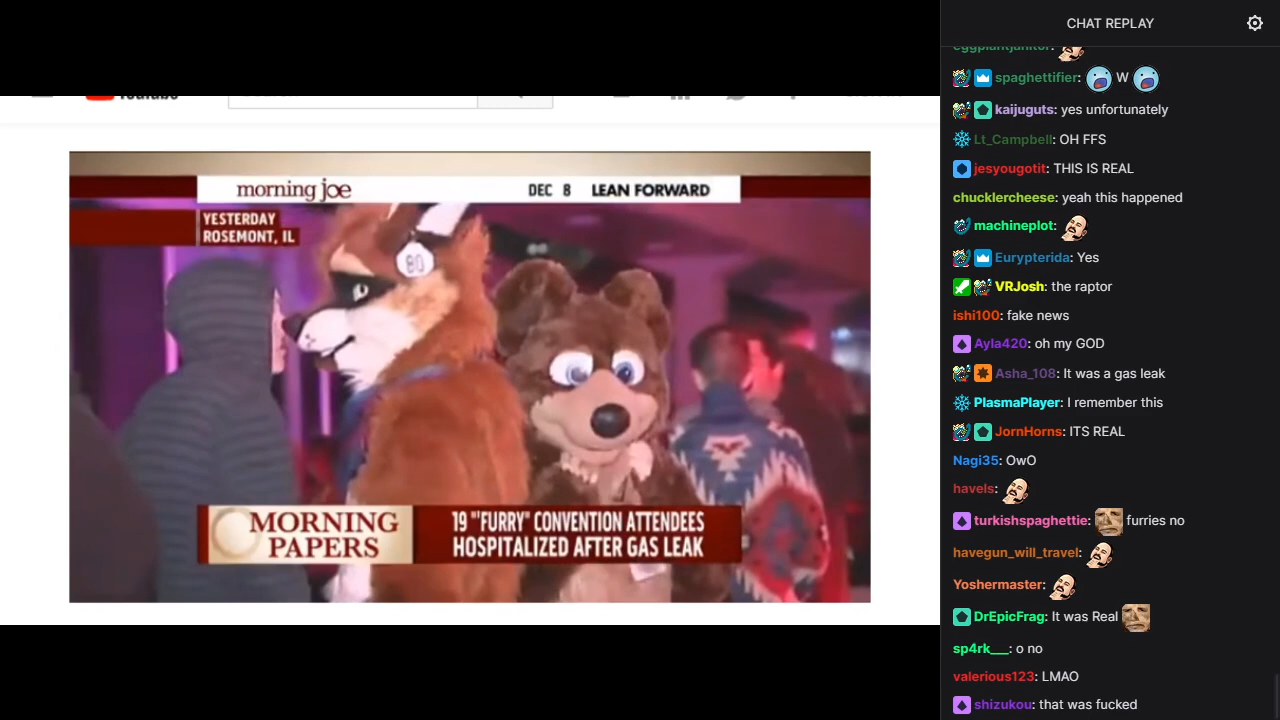 morning joe
DEC 8 LEAN FORWARD
YESTERDAY
ROSEMONT, IL
80
MORNING
PAPERS
19 "FURRY" CONVENTION ATTENDEES
HOSPITALIZED AFTER GAS LEAK
CHAT REPLAY
eggplantjanitor:
spaghettifier: W
kaijuguts: yes unfortunately
Lt_Campbell: OH FFS
jesyougotit: THIS IS REAL
chucklercheese: yeah this happened
machineplot:
Eurypterida: Yes
VRJosh: the raptor
ishi100: fake news
Ayla420: oh my GOD
Asha_108: It was a gas leak
PlasmaPlayer: I remember this
JornHorns: ITS REAL
Nagi35: OwO
havels:
turkishspaghettie: furries no
havegun_will_travel:
Yoshermaster:
DrEpicFrag: It was Real
sp4rk___: o no
valerious123: LMAO
shizukou: that was fucked